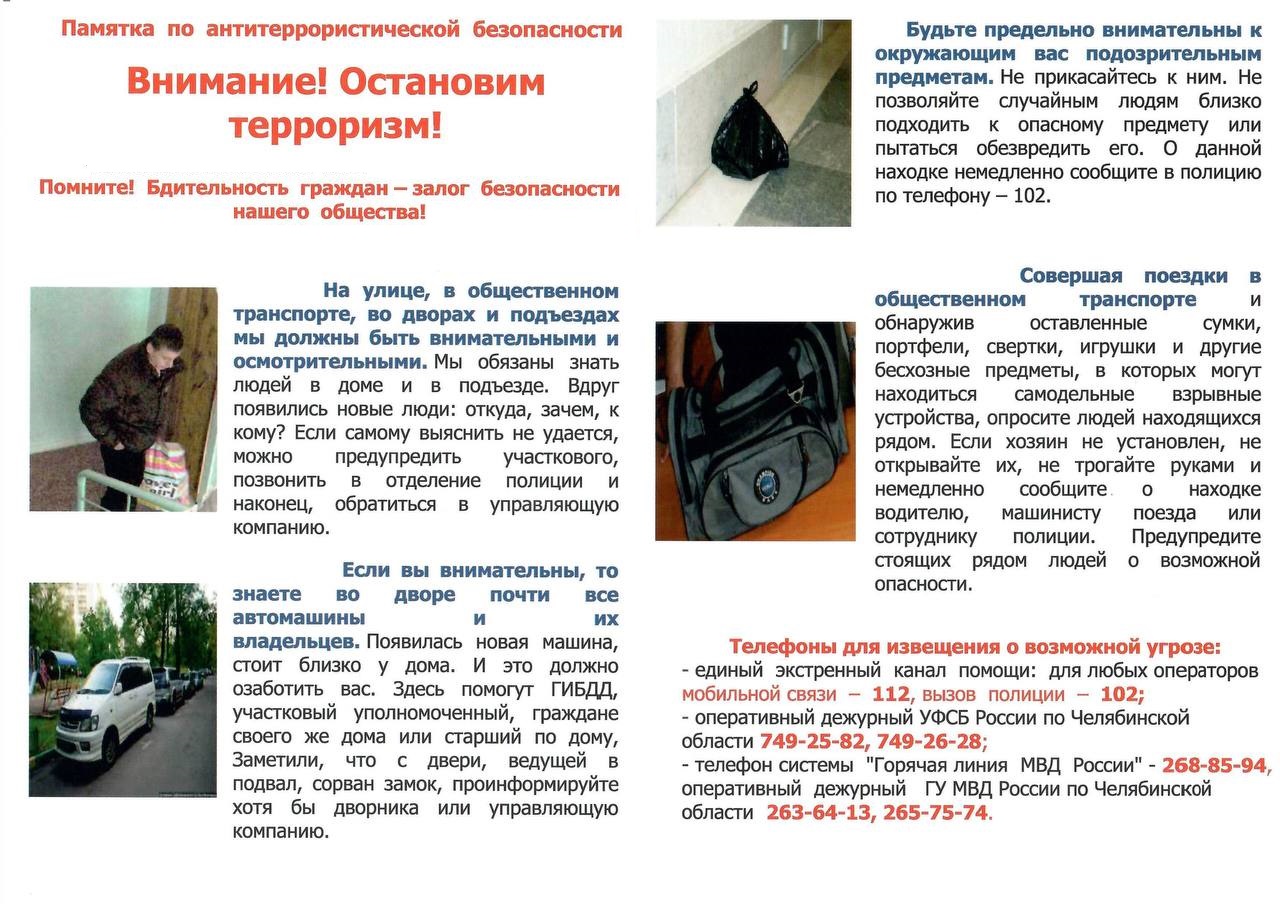 Памятка по антитеррористической безопасности
Внимание! Остановим
терроризм!
Помните! Бдительность граждан – залог безопасности
нашего общества!
На улице, в общественном
транспорте, во дворах и подъездах
мы должны быть внимательными и
осмотрительными. Мы обязаны знать
людей в доме и в подъезде. Вдруг
появились новые люди: откуда, зачем, к
кому? Если самому выяснить не удается,
можно предупредить участкового,
позвонить в отделение полиции и
наконец, обратиться в управляющую
компанию.
Если вы внимательны, то
знаете во дворе почти все
автомашины и их
владельцев. Появилась новая машина,
стоит близко у дома. И это должно
озаботить вас. Здесь помогут ГИБДД,
участковый уполномоченный, граждане
своего же дома или старший по дому,
Заметили, что с двери, ведущей в
подвал, сорван замок, проинформируйте
хотя бы дворника или управляющую
компанию.
Будьте предельно внимательны к
окружающим вас подозрительным
предметам. Не прикасайтесь к ним. Не
позволяйте случайным людям близко
подходить к опасному предмету или
пытаться обезвредить его. О данной
находке немедленно сообщите в полицию
по телефону – 102.
Совершая поездки в
общественном транспорте и
обнаружив оставленные сумки,
портфели, свертки, игрушки и другие
бесхозные предметы, в которых могут
находиться самодельные взрывные
устройства, опросите людей находящихся
рядом. Если хозяин не установлен, не
открывайте их, не трогайте руками и
немедленно сообщите о находке
водителю, машинисту поезда или
сотруднику полиции. Предупредите
стоящих рядом людей о возможной
опасности.
Телефоны для извещения о возможной угрозе:
- единый экстренный канал помощи: для любых операторов
мобильной связи – 112, вызов полиции – 102;
- оперативный дежурный УФСБ России по Челябинской
области 749-25-82, 749-26-28;
- телефон системы "Горячая линия МВД России" - 268-85-94,
оперативный дежурный ГУ МВД России по Челябинской
области 263-64-13, 265-75-74.